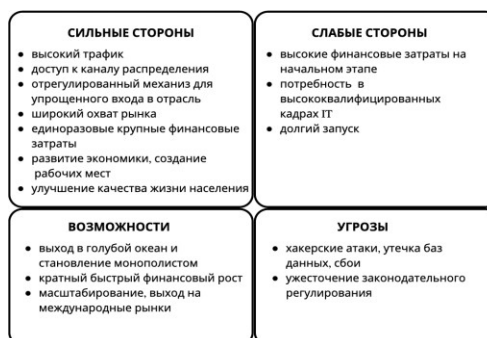 СИЛЬНЫЕ СТОРОНЫ
● высокий трафик
● доступ к каналу распределения
● отрегулированный механиз для
упрощенного входа в отрасль
● широкий охват рынка
● единоразовые крупные финансовые
затраты
● развитие экономики, создание
рабочих мест
● улучшение качества жизни населения
СЛАБЫЕ СТОРОНЫ
● высокие финансовые затраты на
начальном этапе
● потребность в
высококвалифицированных
кадрах IT
● долгий запуск
ВОЗМОЖНОСТИ
● выход в голубой океан и
становление монополистом
● кратный быстрый финансовый рост
● масштабирование, выход на
международные рынки
УГРОЗЫ
● хакерские атаки, утечка баз
данных, сбои
● ужесточение законодательного
регулирования